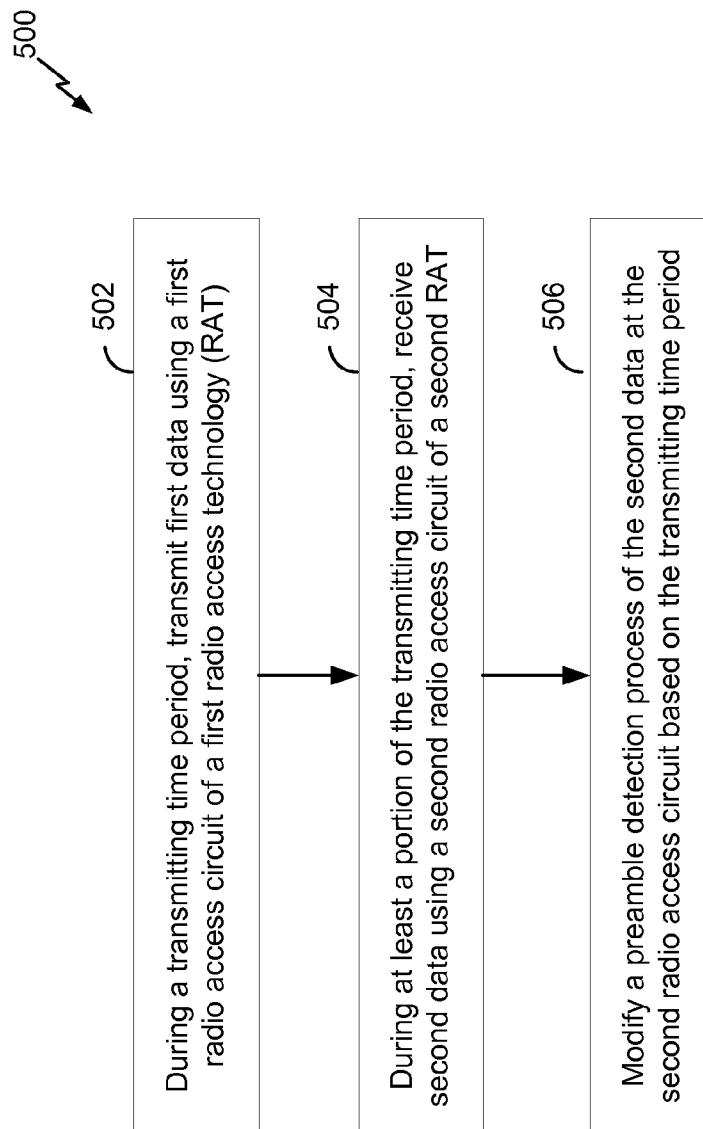 500
502
During a transmitting time period, transmit first data using a first
radio access circuit of a first radio access technology (RAT)
504
During at least a portion of the transmitting time period, receive
second data using a second radio access circuit of a second RAT
506
Modify a preamble detection process of the second data at the
second radio access circuit based on the transmitting time period